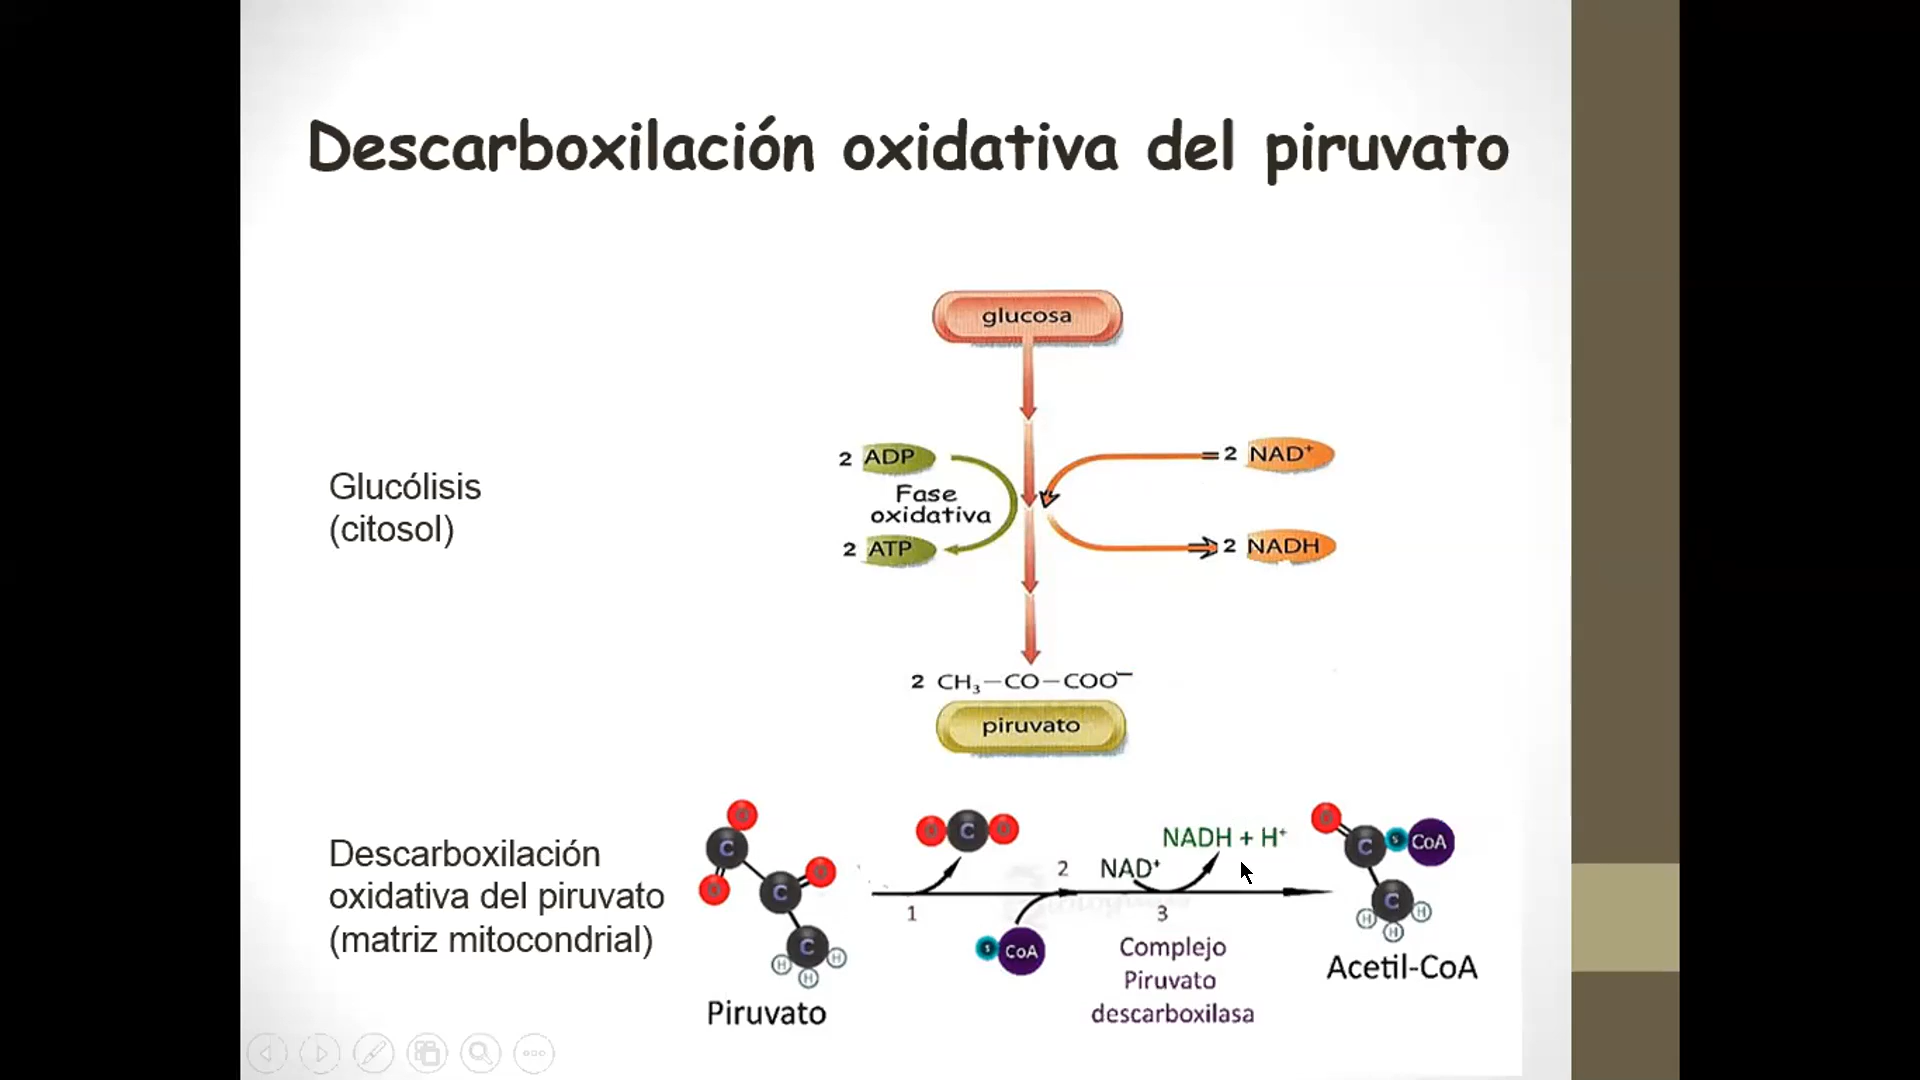 Descarboxilación oxidativa del piruvato
glucosa
2 ADP
2 NAD⁺
Fase
oxidativa
2 ATP
2 NADH
Glucólisis
(citosol)
2 CH₃—CO—COO⁻
piruvato
Descarboxilación
oxidativa del piruvato
(matriz mitocondrial)
O
C
O
C
O
C
H
H
H
Piruvato
O C O
1
S CoA
2
NAD⁺
NADH + H⁺
3
Complejo
Piruvato
descarboxilasa
O
C S CoA
C
H
H
H
Acetil-CoA